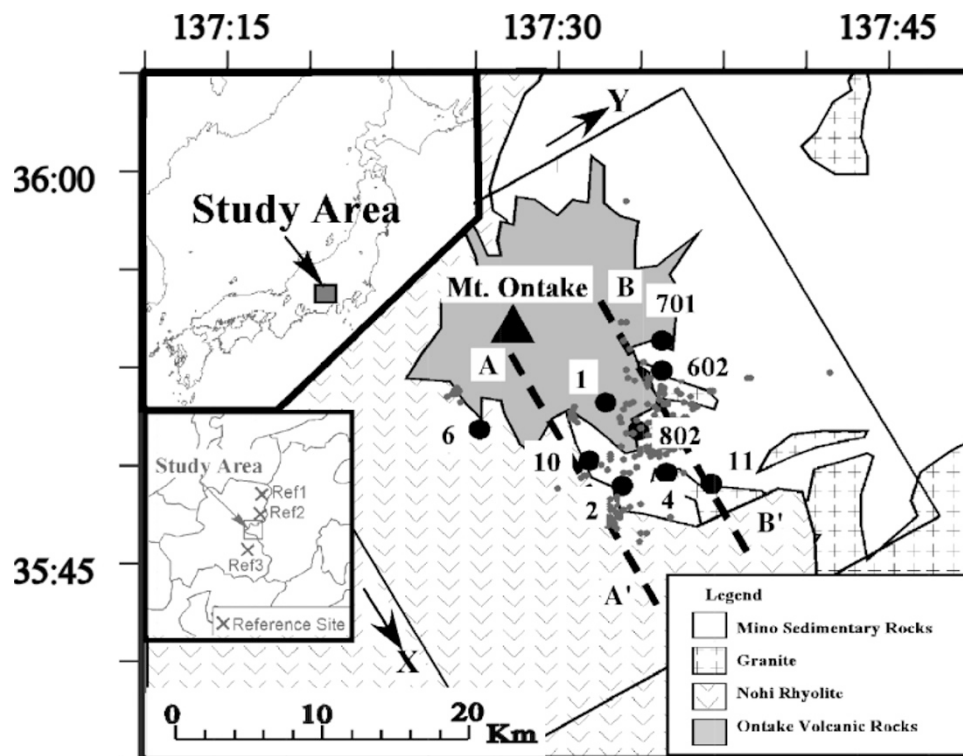 137:15 137:30 137:45
Y
36:00
Study Area
Mt. Ontake
B
701
A
1
602
6
10
802
11
2
4
B'
35:45
A'
X
Study Area
Ref1
Ref2
Ref3
Reference Site
0 10 20
Km
Legend
Mino Sedimentary Rocks
Granite
Nohi Rhyolite
Ontake Volcanic Rocks